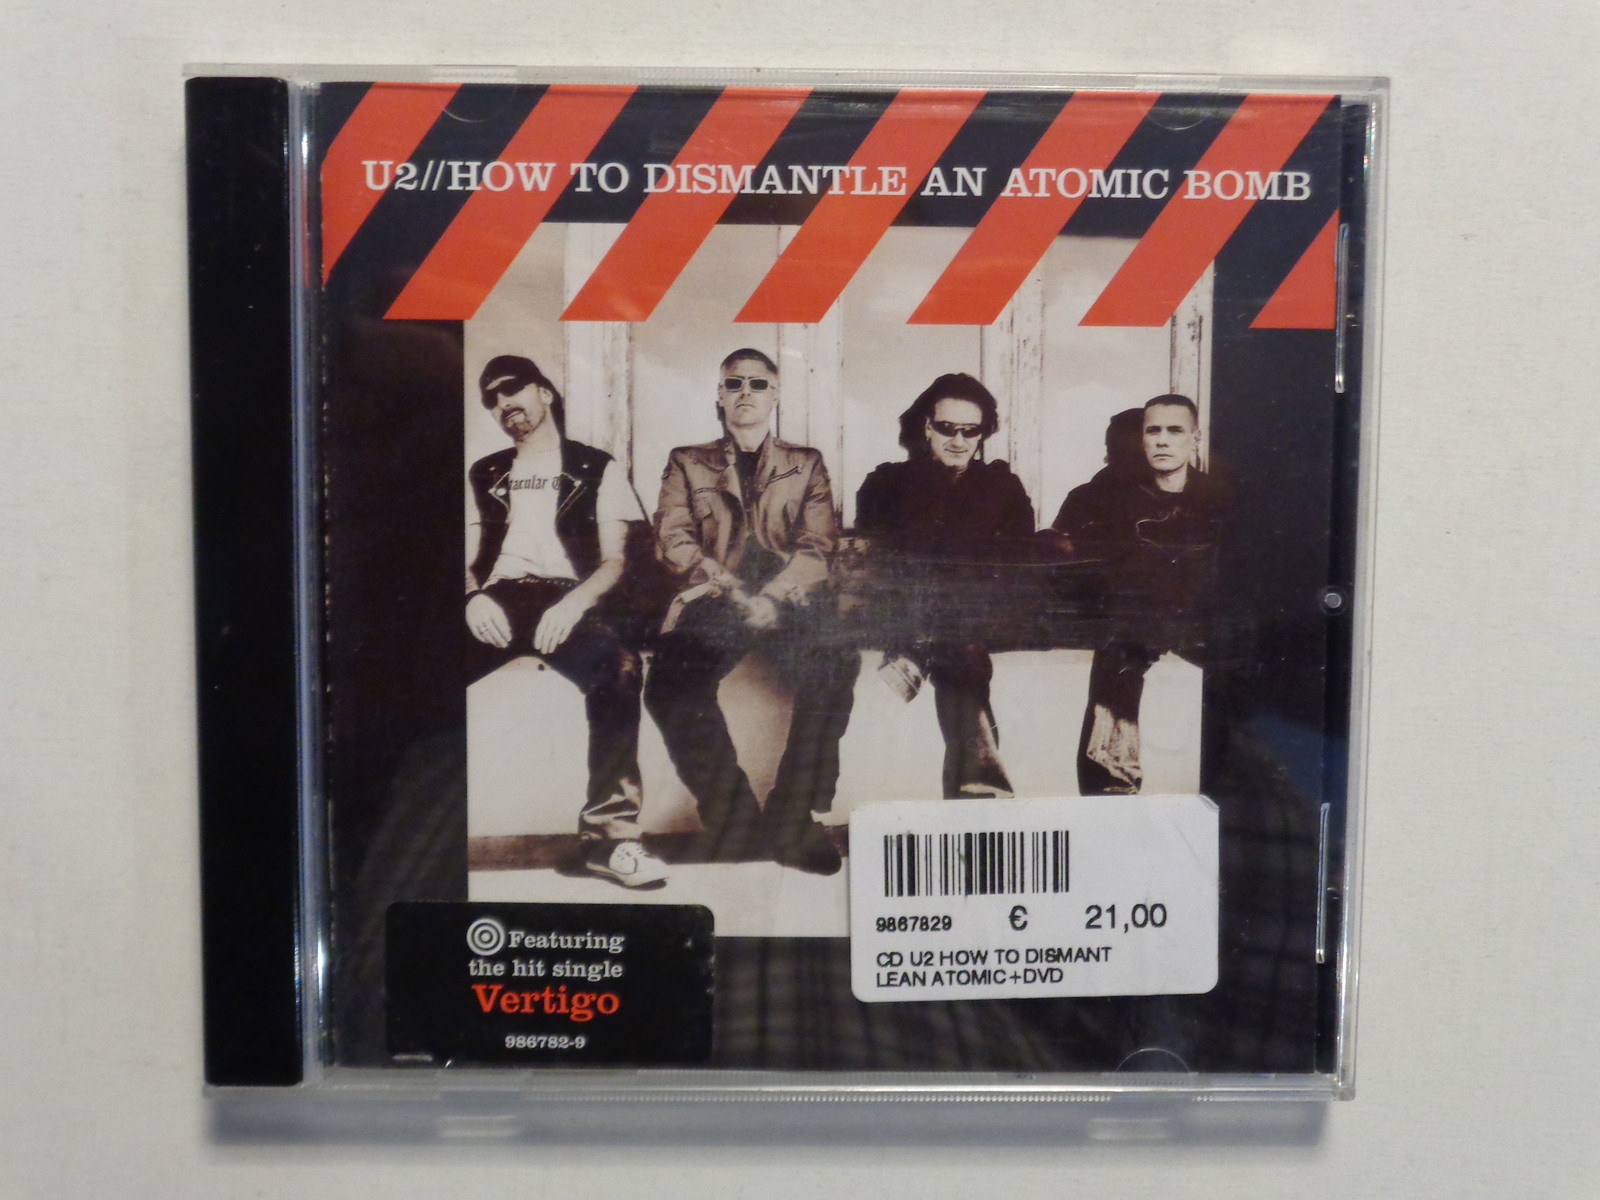 U2//HOW TO DISMANTLE AN ATOMIC BOMB
Featuring
the hit single
Vertigo
986782-9
9867829 € 21,00
CD U2 HOW TO DISMANT
LEAN ATOMIC+DVD